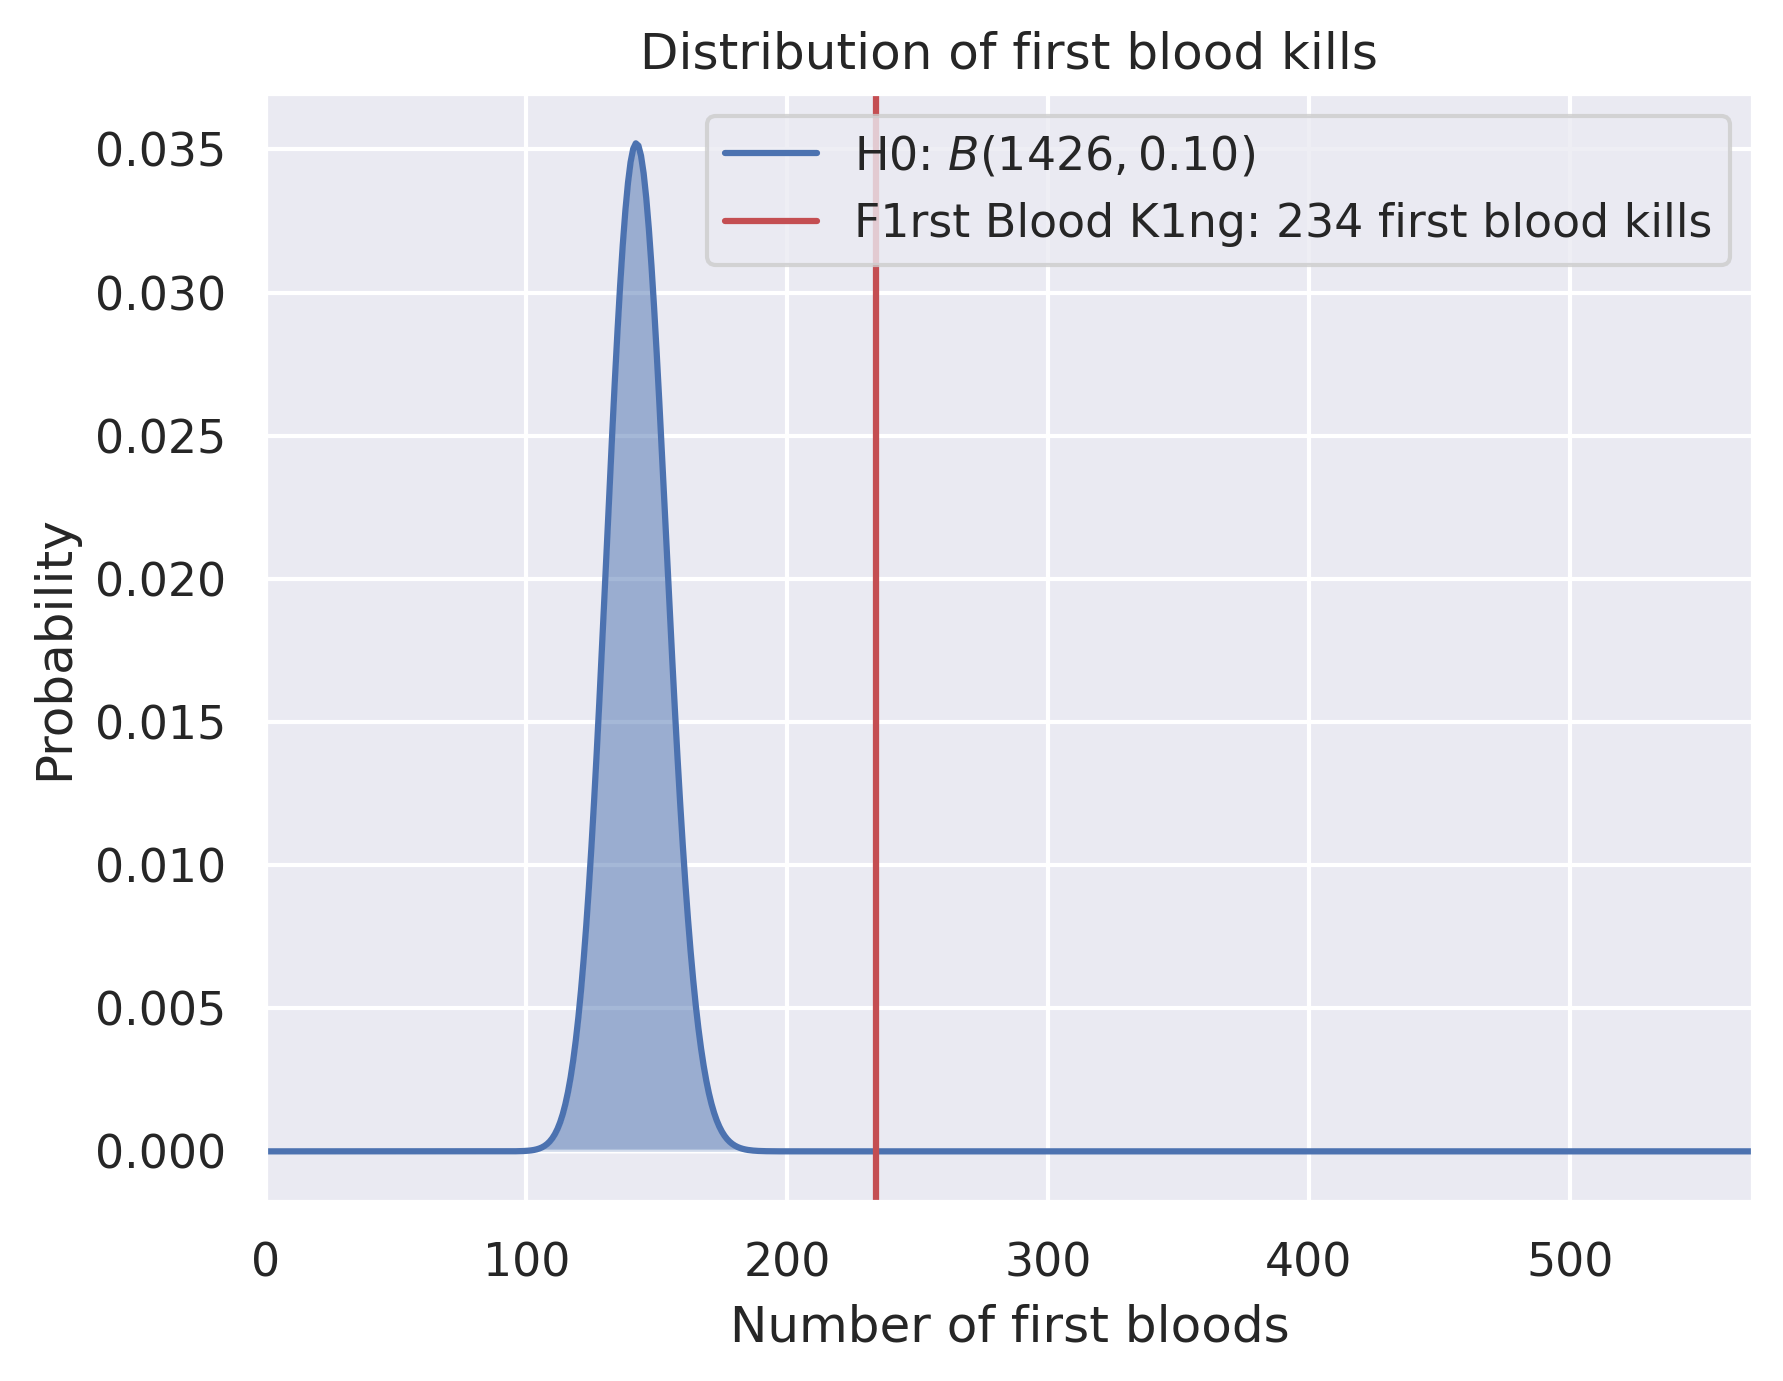 Distribution of first blood kills
H0: B(1426, 0.10)
F1rst Blood K1ng: 234 first blood kills
Probability
0.035
0.030
0.025
0.020
0.015
0.010
0.005
0.000
0 100 200 300 400 500
Number of first bloods